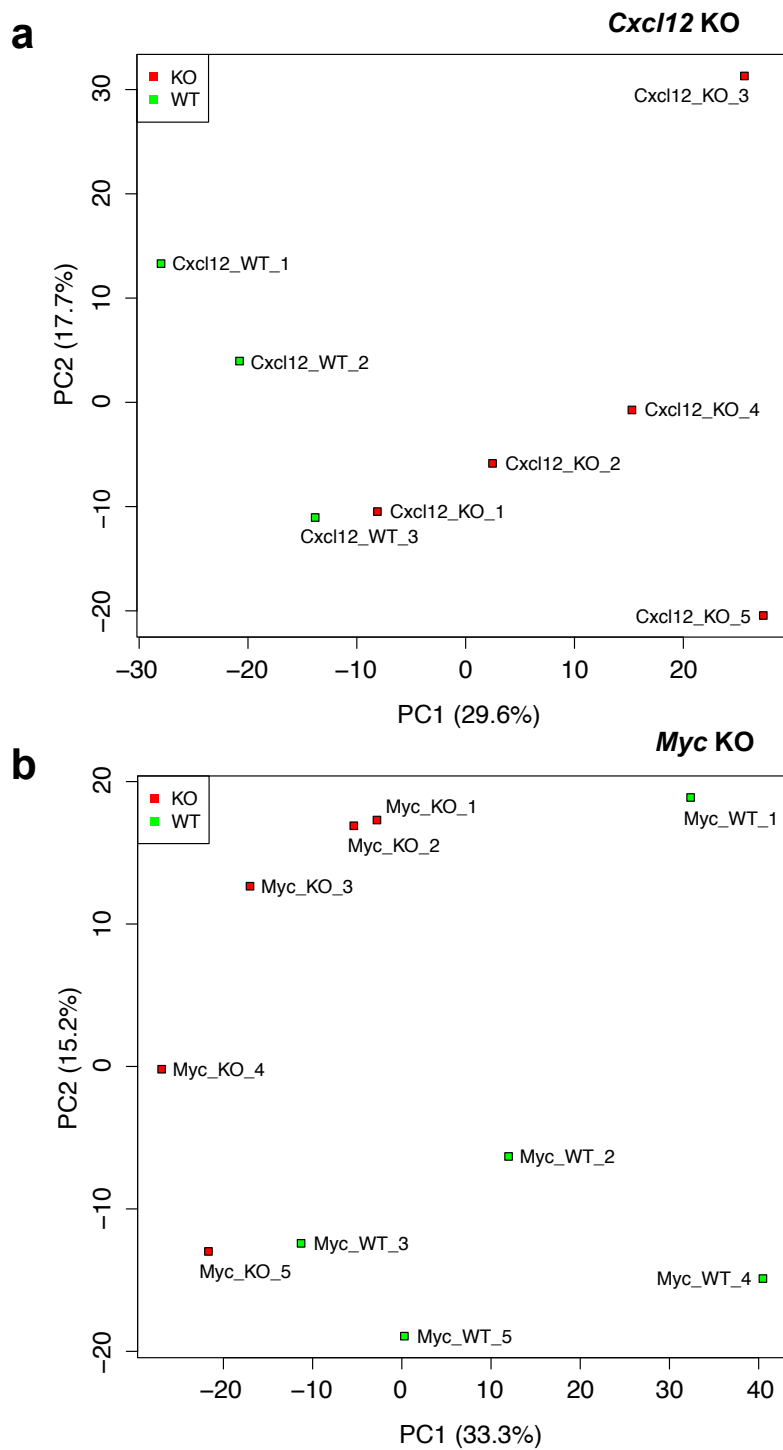 a
Cxcl12 KO
KO
WT
Cxcl12_KO_3
Cxcl12_WT_1
Cxcl12_WT_2
Cxcl12_KO_4
Cxcl12_KO_2
Cxcl12_KO_1
Cxcl12_WT_3
Cxcl12_KO_5
30
20
10
0
−10
−20
PC2 (17.7%)
−30 −20 −10 0 10 20
PC1 (29.6%)
b
Myc KO
KO
WT
Myc_KO_1
Myc_WT_1
Myc_KO_2
Myc_KO_3
Myc_KO_4
Myc_WT_2
Myc_WT_3
Myc_KO_5
Myc_WT_4
Myc_WT_5
20
10
0
−10
−20
PC2 (15.2%)
−20 −10 0 10 20 30 40
PC1 (33.3%)